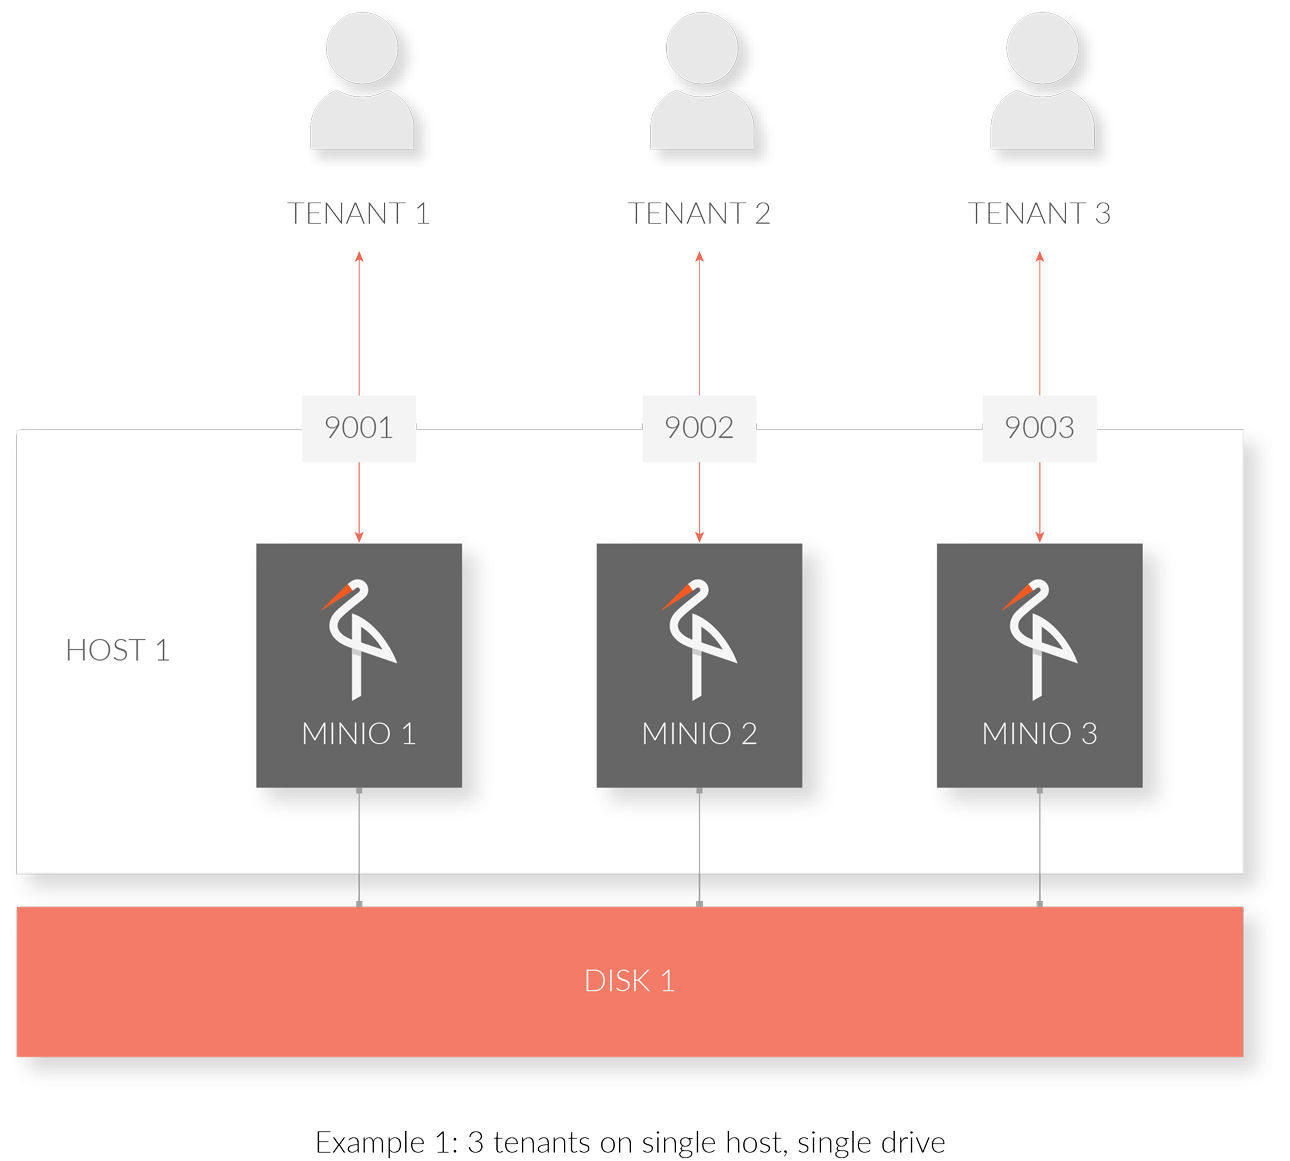 TENANT 1
TENANT 2
TENANT 3
9001
9002
9003
HOST 1
MINIO 1
MINIO 2
MINIO 3
DISK 1
Example 1: 3 tenants on single host, single drive